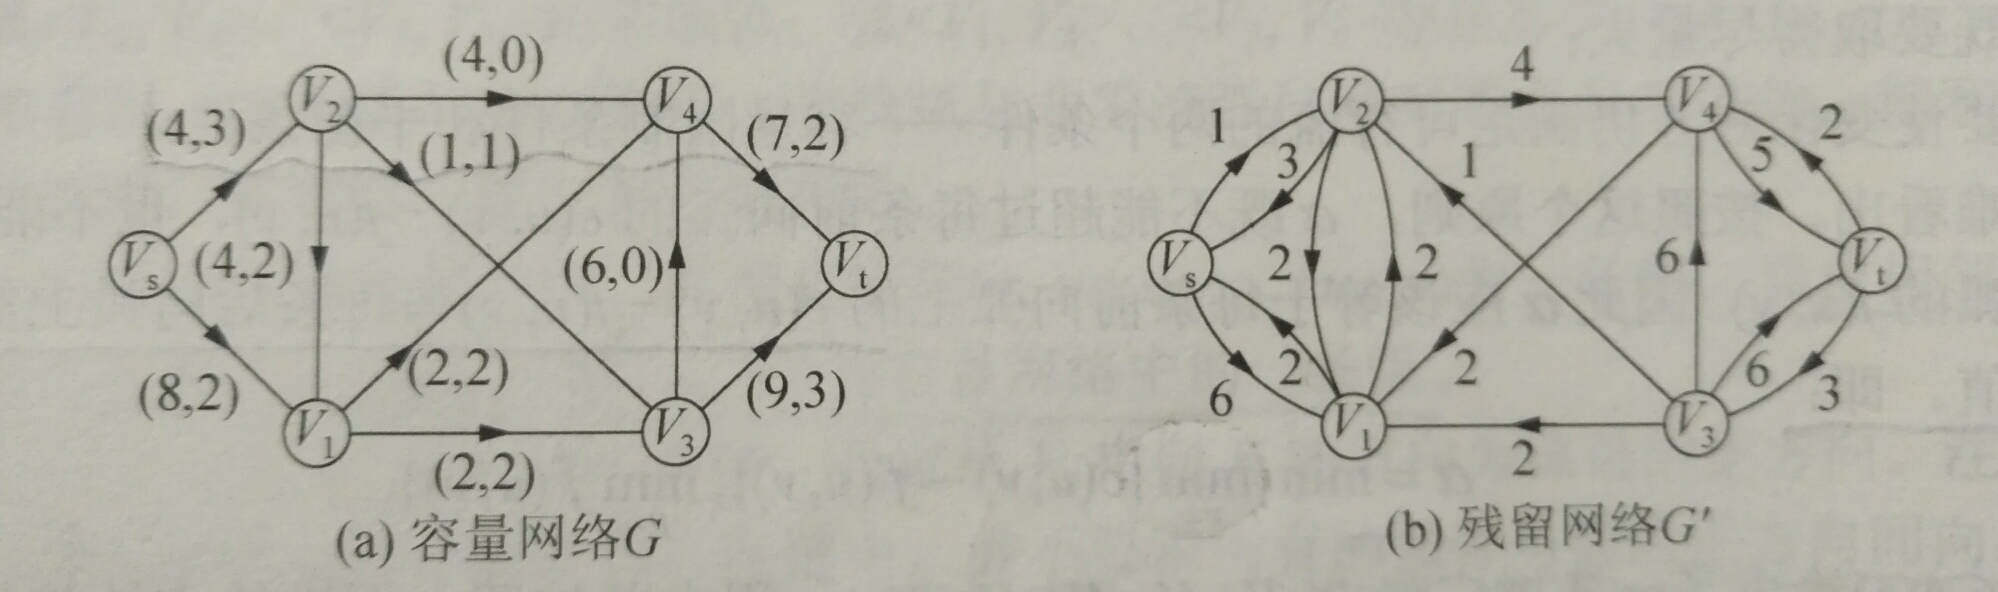 (4,0)
V₂ V₄
(4,3) (1,1) (7,2)
Vₛ (4,2) (6,0) Vₜ
(8,2) (2,2) (9,3)
V₁ V₃
(2,2)
(a) 容量网络G
4
V₂ V₄
1 3 1 5 2
Vₛ 2 2 6 Vₜ
6 2 2 6 3
V₁ V₃
2
(b) 残留网络G′